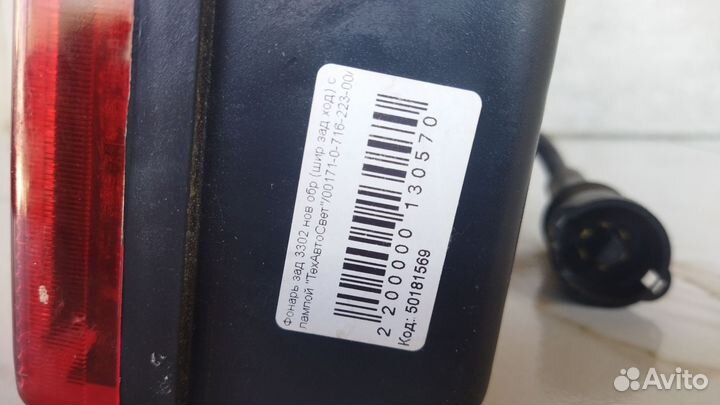 Фонарь зад 3302 нов обр (шир зад ход) с
лампой "ТехАвтоСвет"/00171-0-716-223-00/
2 200000 130570
Код: 50181569
Avito